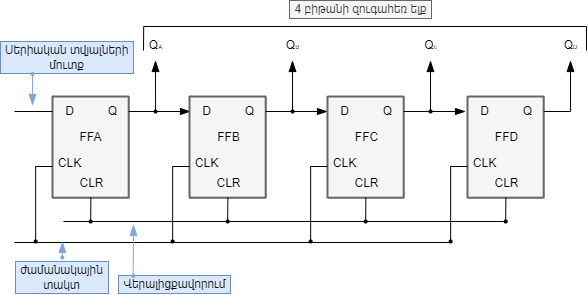 4 բիթանի զուգահեռ ելք
Սերիական տվյալների
մուտք
QA
QB
QC
QD
D Q
FFA
CLK
CLR
D Q
FFB
CLK
CLR
D Q
FFC
CLK
CLR
D Q
FFD
CLK
CLR
ժամանակային
տակտ
Վերալիցքավորում